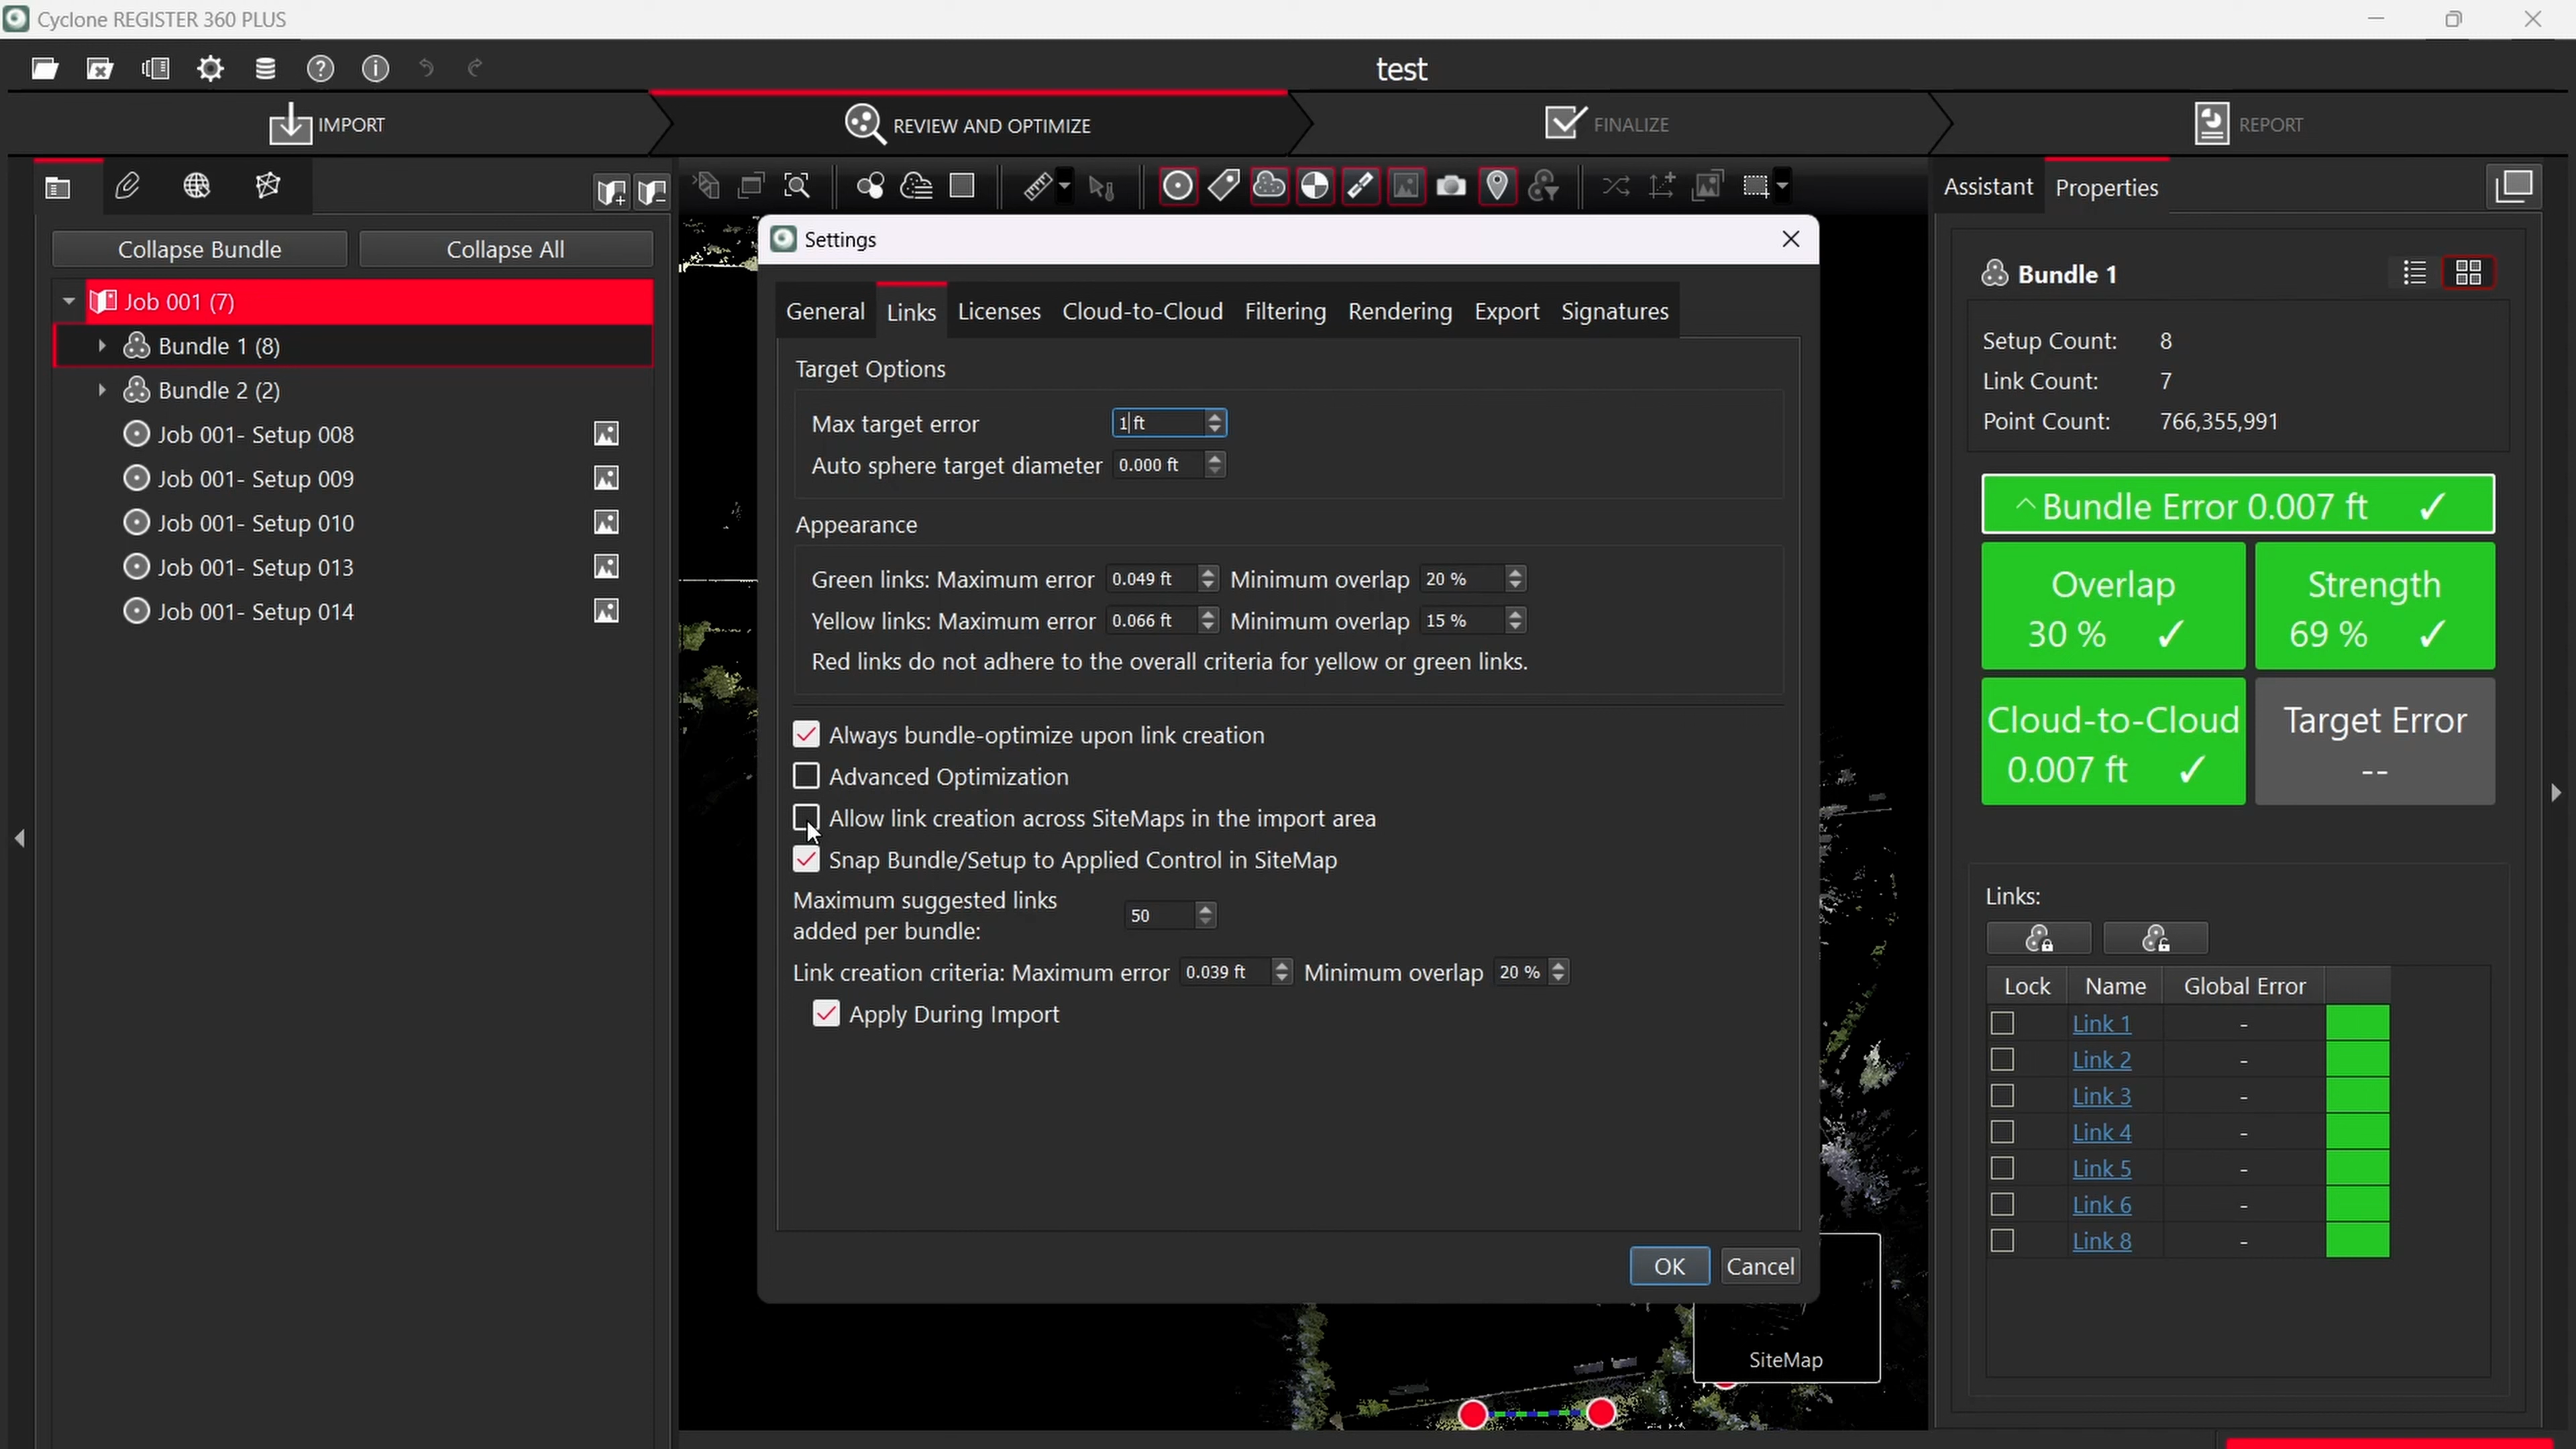 Cyclone REGISTER 360 PLUS
test
IMPORT
REVIEW AND OPTIMIZE
FINALIZE
REPORT
Collapse Bundle
Collapse All
Job 001 (7)
Bundle 1 (8)
Bundle 2 (2)
Job 001- Setup 008
Job 001- Setup 009
Job 001- Setup 010
Job 001- Setup 013
Job 001- Setup 014
Settings
General Links Licenses Cloud-to-Cloud Filtering Rendering Export Signatures
Target Options
Max target error 1 ft
Auto sphere target diameter 0.000 ft
Appearance
Green links: Maximum error 0.049 ft Minimum overlap 20 %
Yellow links: Maximum error 0.066 ft Minimum overlap 15 %
Red links do not adhere to the overall criteria for yellow or green links.
Always bundle-optimize upon link creation
Advanced Optimization
Allow link creation across SiteMaps in the import area
Snap Bundle/Setup to Applied Control in SiteMap
Maximum suggested links
added per bundle: 50
Link creation criteria: Maximum error 0.039 ft Minimum overlap 20 %
Apply During Import
OK Cancel
SiteMap
Assistant Properties
Bundle 1
Setup Count: 8
Link Count: 7
Point Count: 766,355,991
Bundle Error 0.007 ft
Overlap
30 %
Strength
69 %
Cloud-to-Cloud
0.007 ft
Target Error
--
Links:
Lock Name Global Error
Link 1 -
Link 2 -
Link 3 -
Link 4 -
Link 5 -
Link 6 -
Link 8 -